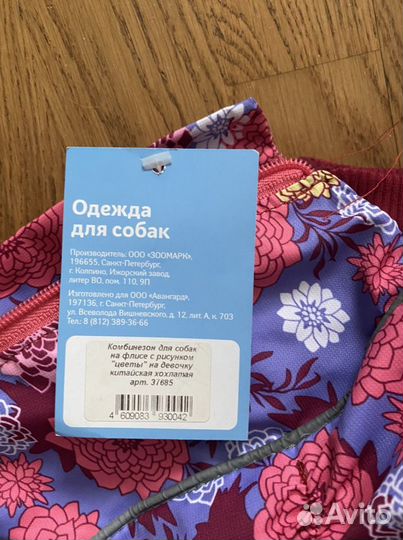 Одежда
для собак
Производитель: ООО «ЗООМАРК»,
196655, Санкт-Петербург,
г. Колпино, Ижорский завод,
литер ВО, пом. 110, 9П
Изготовлено для ООО «Авангард»,
197136, г. Санкт-Петербург,
ул. Всеволода Вишневского, д. 12, лит. А, к. 703
Тел.: 8 (812) 389-36-66
Комбинезон для собак
на флисе с рисунком
"цветы" на девочку
китайская хохлатая
арт. 37685
4 609083 930042
Avito